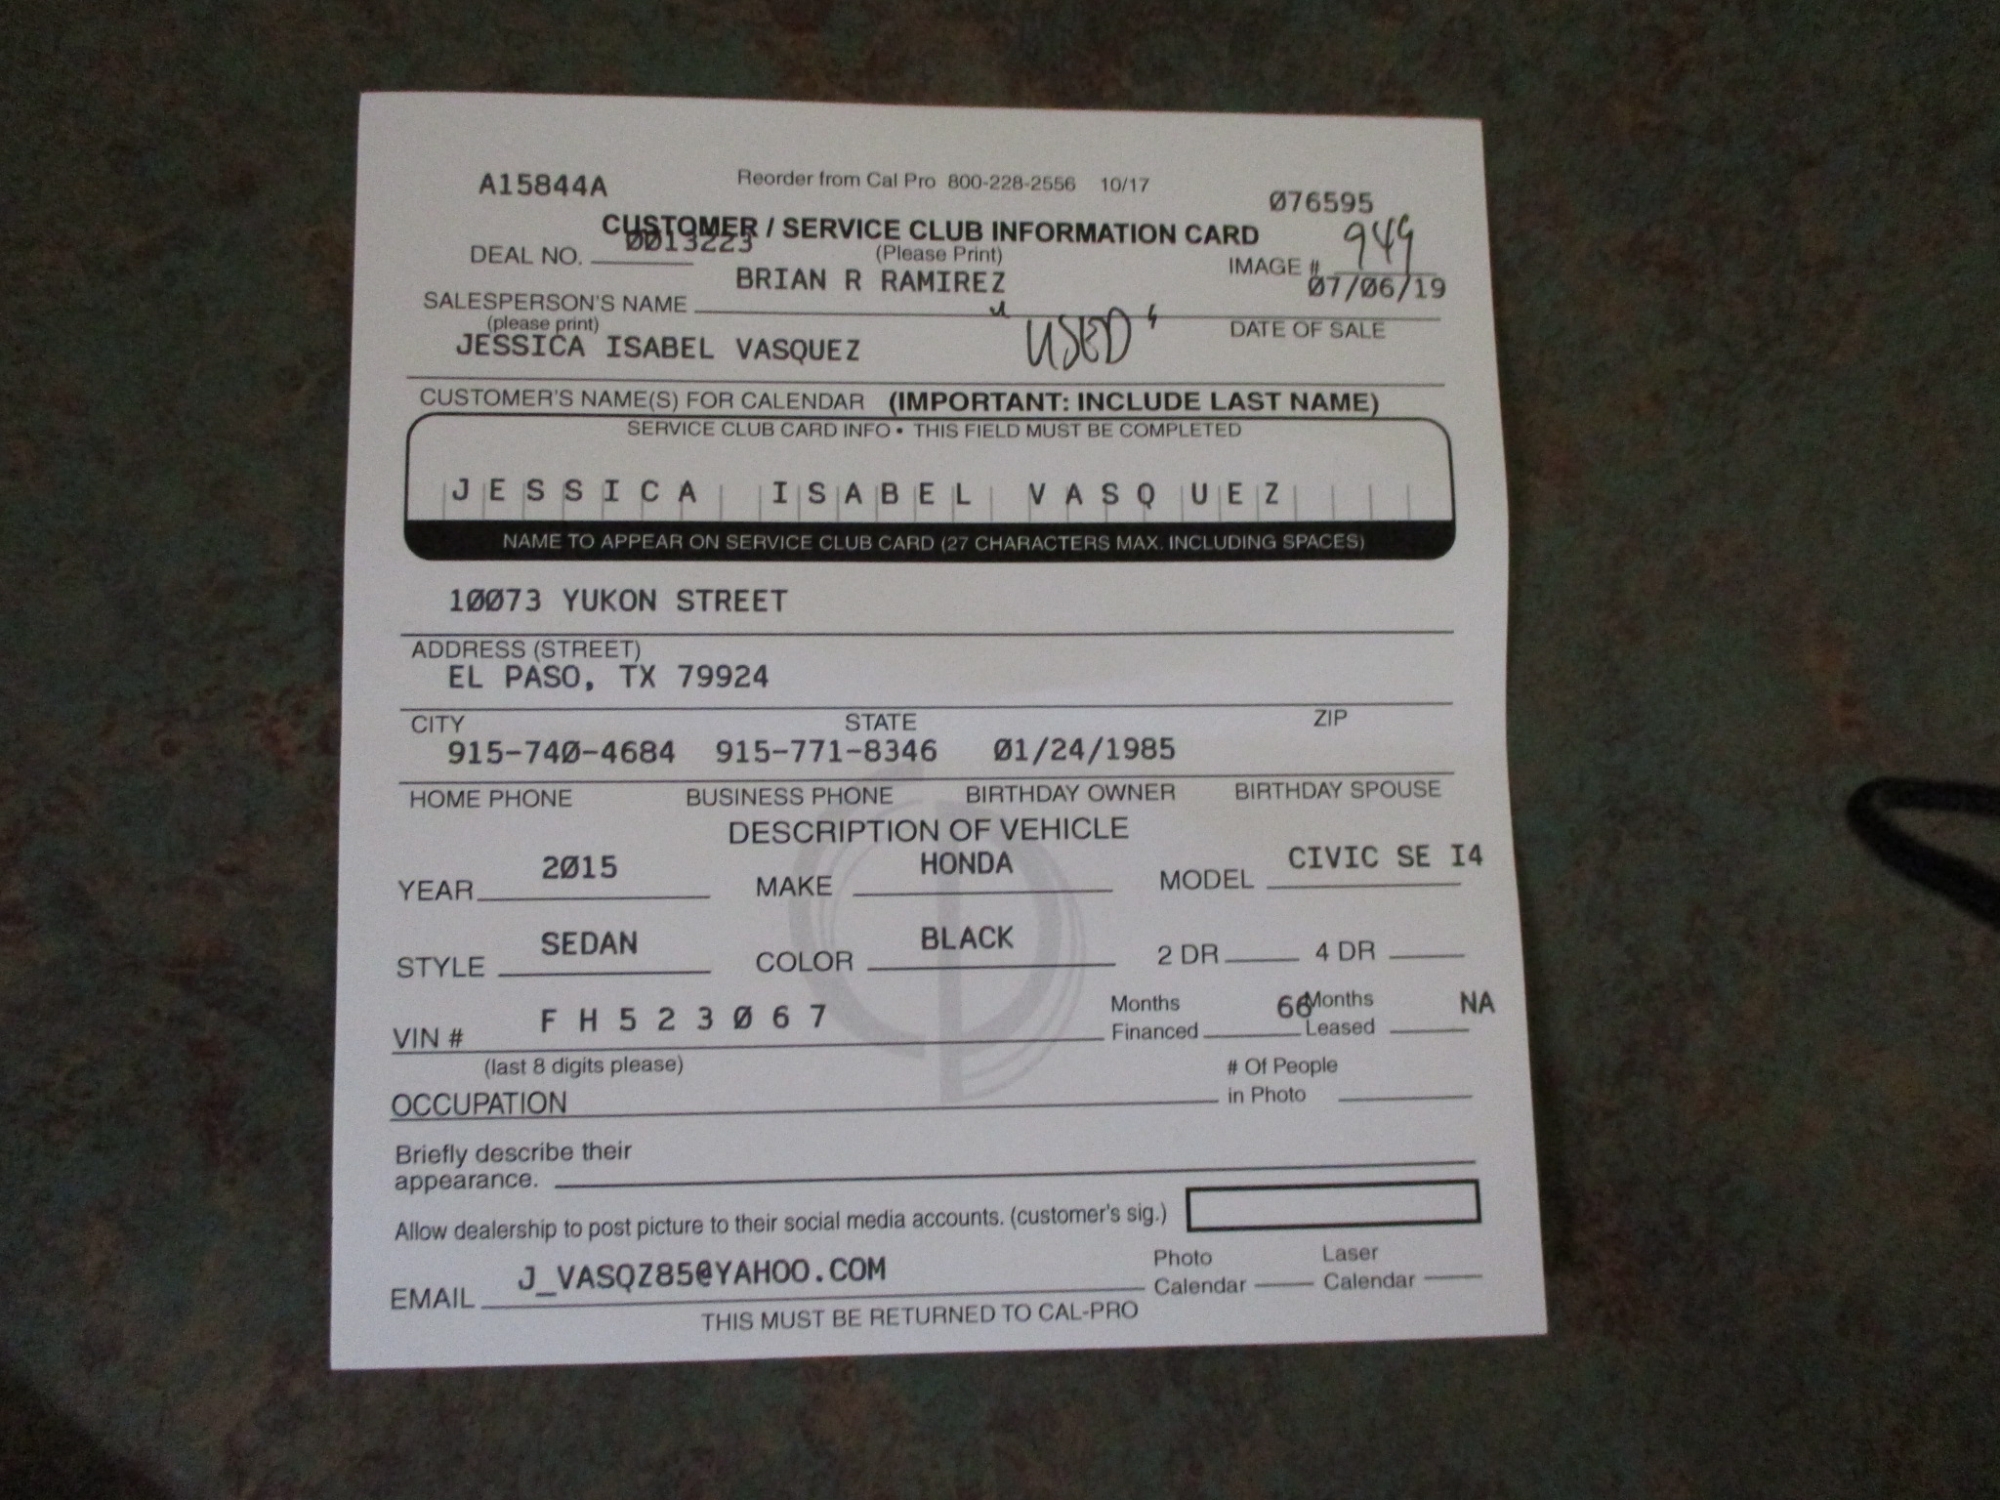 A15844A Reorder from Cal Pro 800-228-2556 10/17 076595
CUSTOMER / SERVICE CLUB INFORMATION CARD 949
DEAL NO. 0013223 (Please Print) IMAGE #
BRIAN R RAMIREZ 07/06/19
SALESPERSON'S NAME
(please print) "USED" DATE OF SALE
JESSICA ISABEL VASQUEZ
CUSTOMER'S NAME(S) FOR CALENDAR (IMPORTANT: INCLUDE LAST NAME)
SERVICE CLUB CARD INFO • THIS FIELD MUST BE COMPLETED
JESSICA ISABEL VASQUEZ
NAME TO APPEAR ON SERVICE CLUB CARD (27 CHARACTERS MAX. INCLUDING SPACES)
10073 YUKON STREET
ADDRESS (STREET)
EL PASO, TX 79924
CITY STATE ZIP
915-740-4684 915-771-8346 01/24/1985
HOME PHONE BUSINESS PHONE BIRTHDAY OWNER BIRTHDAY SPOUSE
DESCRIPTION OF VEHICLE
YEAR 2015 MAKE HONDA MODEL CIVIC SE I4
STYLE SEDAN COLOR BLACK 2 DR 4 DR
VIN # F H 5 2 3 0 6 7 Months Financed 66 Months Leased NA
(last 8 digits please) # Of People
OCCUPATION in Photo
Briefly describe their
appearance.
Allow dealership to post picture to their social media accounts. (customer's sig.)
EMAIL J_VASQZ85@YAHOO.COM Photo Calendar Laser Calendar
THIS MUST BE RETURNED TO CAL-PRO